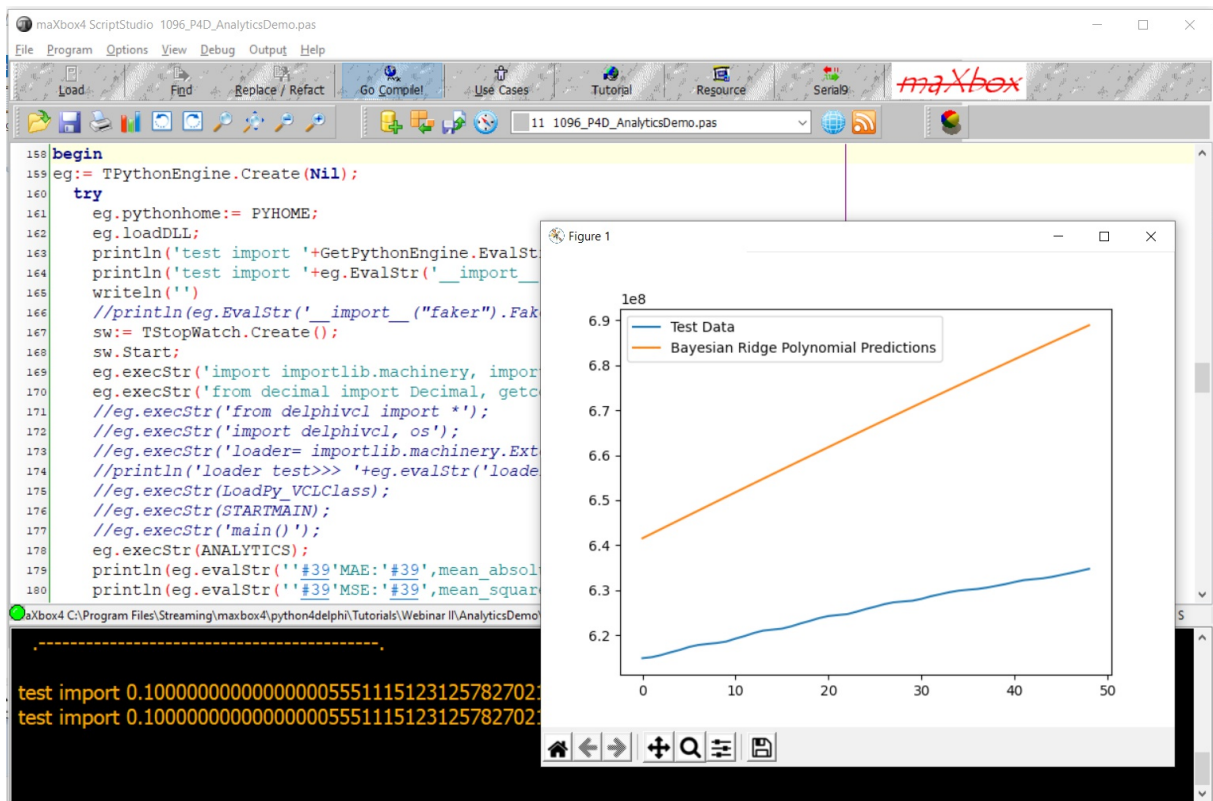 maXbox4 ScriptStudio 1096_P4D_AnalyticsDemo.pas
File Program Options View Debug Output Help
Load Find Replace / Refact Go Compile! Use Cases Tutorial Resource Serial9 maXbox
11 1096_P4D_AnalyticsDemo.pas
158 begin
159 eg:= TPythonEngine.Create(Nil);
160 try
161 eg.pythonhome:= PYHOME;
162 eg.loadDLL;
163 println('test import '+GetPythonEngine.EvalSt
164 println('test import '+eg.EvalStr('__import__
165 writeln('')
166 //println(eg.EvalStr('__import__("faker").Fak
167 sw:= TStopWatch.Create();
168 sw.Start;
169 eg.execStr('import importlib.machinery, impor
170 eg.execStr('from decimal import Decimal, getc
171 //eg.execStr('from delphivcl import *');
172 //eg.execStr('import delphivcl, os');
173 //eg.execStr('loader= importlib.machinery.Ext
174 //println('loader test>>> '+eg.evalStr('loade
175 //eg.execStr(LoadPy_VCLClass);
176 //eg.execStr(STARTMAIN);
177 //eg.execStr('main()');
178 eg.execStr(ANALYTICS);
179 println(eg.evalStr(''#39'MAE:'#39',mean_absol
180 println(eg.evalStr(''#39'MSE:'#39',mean_squar
aXbox4 C:\Program Files\Streaming\maxbox4\python4delphi\Tutorials\Webinar II\AnalyticsDemo
S
.--------------------------------------------.
test import 0.1000000000000000055511151231257827021
test import 0.1000000000000000055511151231257827021
Figure 1
1e8
6.9
6.8
6.7
6.6
6.5
6.4
6.3
6.2
Test Data
Bayesian Ridge Polynomial Predictions
0 10 20 30 40 50